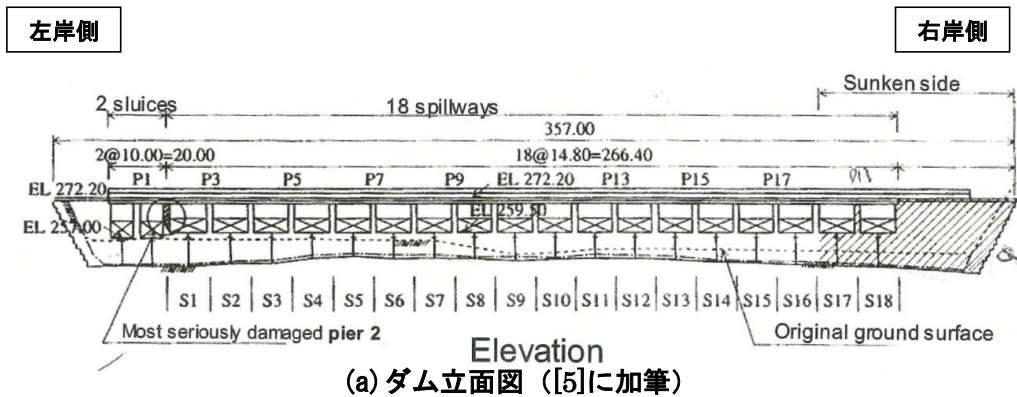 左岸側
右岸側
Sunken side
2 sluices
18 spillways
357.00
2@10.00=20.00
18@14.80=266.40
P1 P3 P5 P7 P9 P13 P15 P17 P18
EL 272.20
EL 272.20
EL 259.50
EL 257.00
S1 S2 S3 S4 S5 S6 S7 S8 S9 S10 S11 S12 S13 S14 S15 S16 S17 S18
Most seriously damaged pier 2
Original ground surface
Elevation
(a) ダム立面図（[5]に加筆）